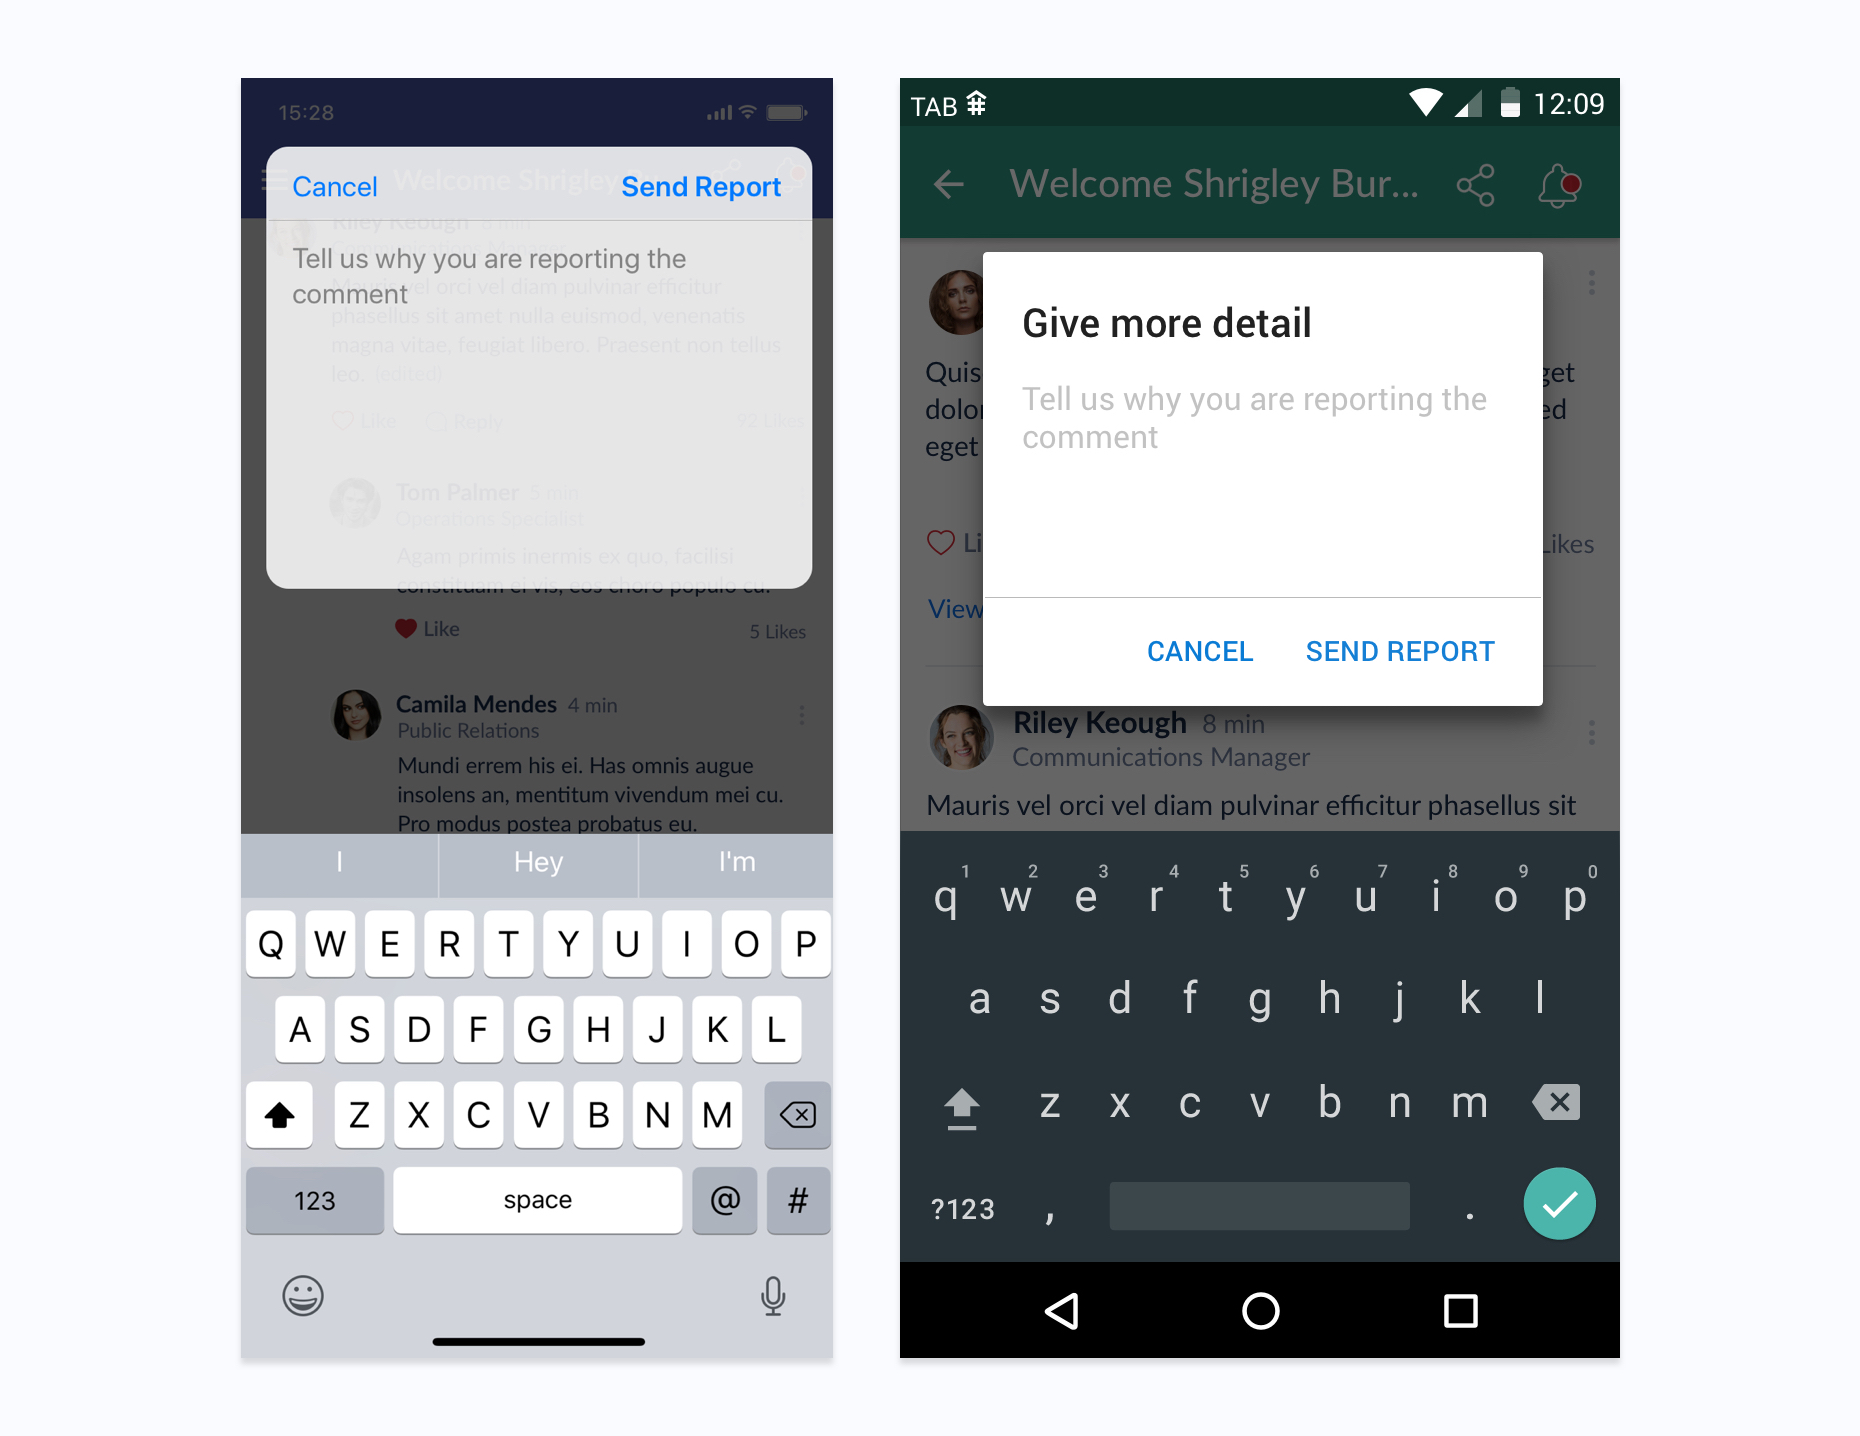 15:28
Cancel
Welcome Shrigley Bur
Send Report
Riley Keough 8 min
Communications Manager
Tell us why you are reporting the
comment
Mauris vel orci vel diam pulvinar efficitur
phasellus sit amet nulla euismod, venenatis
magna vitae, feugiat libero. Praesent non tellus
leo. (edited)
Like Reply 92 Likes
Tom Palmer 5 min
Operations Specialist
Agam primis inermis ex quo, facilisi
constituam ei vis, eos choro populo cu.
Like 5 Likes
Camila Mendes 4 min
Public Relations
Mundi errem his ei. Has omnis augue
insolens an, mentitum vivendum mei cu.
Pro modus postea probatus eu.
I Hey I'm
Q W E R T Y U I O P
A S D F G H J K L
Z X C V B N M
123 space @ #
TAB 12:09
Welcome Shrigley Bur...
Give more detail
Quis get
Tell us why you are reporting the
comment
dolor ed
eget
Li Likes
View
CANCEL SEND REPORT
Riley Keough 8 min
Communications Manager
Mauris vel orci vel diam pulvinar efficitur phasellus sit
1 2 3 4 5 6 7 8 9 0
q w e r t y u i o p
a s d f g h j k l
z x c v b n m
?123 , .